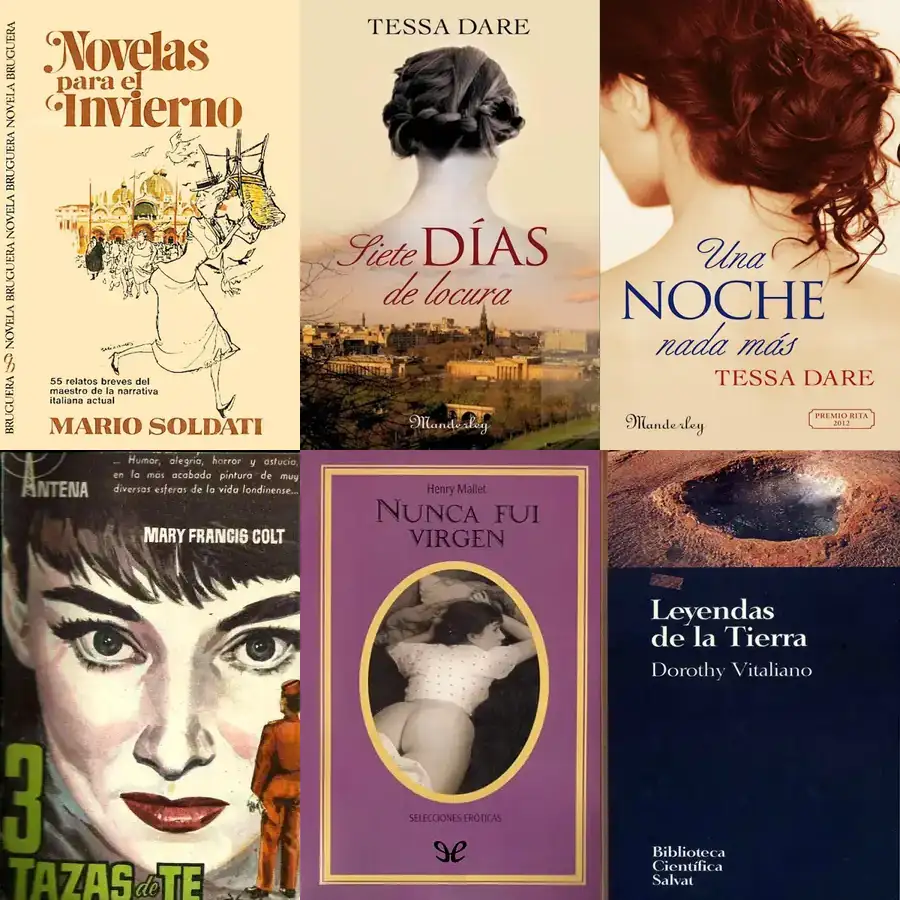 BRUGUERA NOVELA BRUGUERA NOVELA BRUGUERA NOVELA BRUGUERA NOVELA BRUGUERA
Novelas
para el
Invierno
55 relatos breves del
maestro de la narrativa
italiana actual
MARIO SOLDATI
TESSA DARE
Siete DÍAS
de locura
Manderley
Una
NOCHE
nada más
TESSA DARE
Manderley
PREMIO RITA
2012
ANTENA
... Humor, alegría, horror y astucia,
en la más acabada pintura de muy
diversas esferas de la vida londinense...
MARY FRANCIS COLT
3
TAZAS de TE
Henry Mallet
NUNCA FUI
VIRGEN
SELECCIONES ERÓTICAS
Leyendas
de la Tierra
Dorothy Vitaliano
Biblioteca
Científica
Salvat